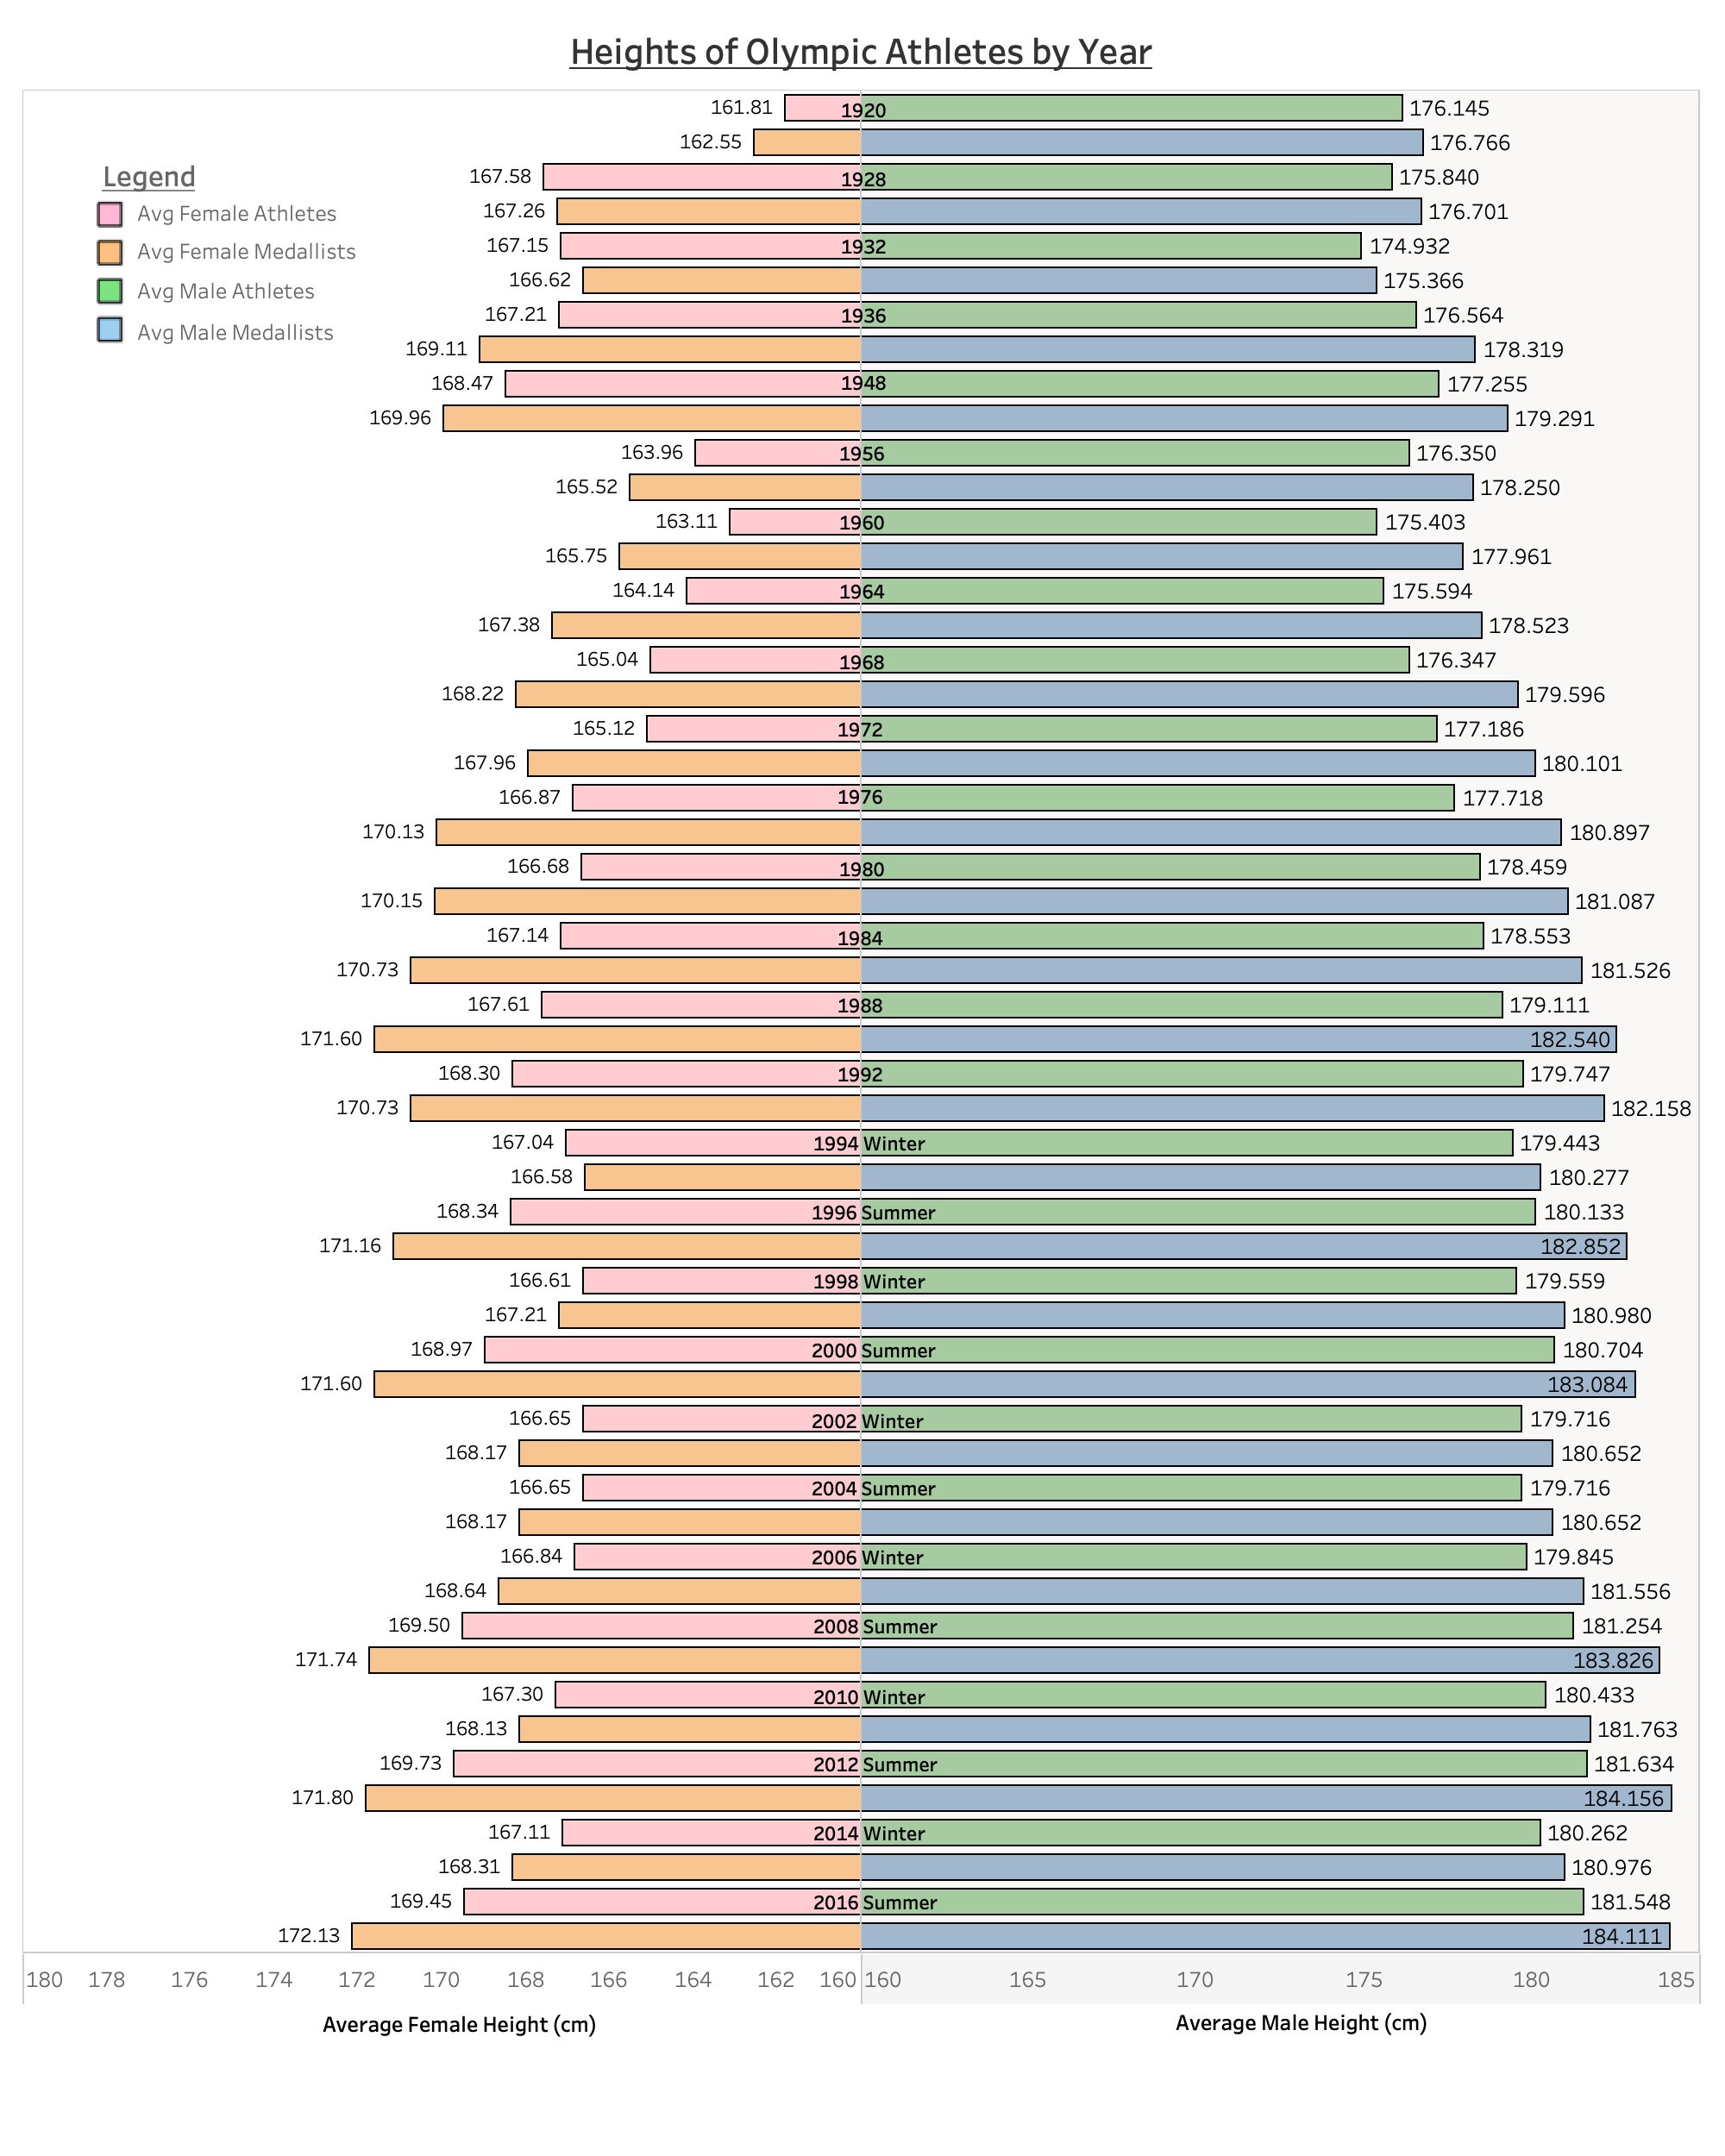 Heights of Olympic Athletes by Year
Legend
Avg Female Athletes
Avg Female Medallists
Avg Male Athletes
Avg Male Medallists
161.81 1920 176.145
162.55 176.766
167.58 1928 175.840
167.26 176.701
167.15 1932 174.932
166.62 175.366
167.21 1936 176.564
169.11 178.319
168.47 1948 177.255
169.96 179.291
163.96 1956 176.350
165.52 178.250
163.11 1960 175.403
165.75 177.961
164.14 1964 175.594
167.38 178.523
165.04 1968 176.347
168.22 179.596
165.12 1972 177.186
167.96 180.101
166.87 1976 177.718
170.13 180.897
166.68 1980 178.459
170.15 181.087
167.14 1984 178.553
170.73 181.526
167.61 1988 179.111
171.60 182.540
168.30 1992 179.747
170.73 182.158
167.04 1994 Winter 179.443
166.58 180.277
168.34 1996 Summer 180.133
171.16 182.852
166.61 1998 Winter 179.559
167.21 180.980
168.97 2000 Summer 180.704
171.60 183.084
166.65 2002 Winter 179.716
168.17 180.652
166.65 2004 Summer 179.716
168.17 180.652
166.84 2006 Winter 179.845
168.64 181.556
169.50 2008 Summer 181.254
171.74 183.826
167.30 2010 Winter 180.433
168.13 181.763
169.73 2012 Summer 181.634
171.80 184.156
167.11 2014 Winter 180.262
168.31 180.976
169.45 2016 Summer 181.548
172.13 184.111
180 178 176 174 172 170 168 166 164 162 160 160 165 170 175 180 185
Average Female Height (cm) Average Male Height (cm)